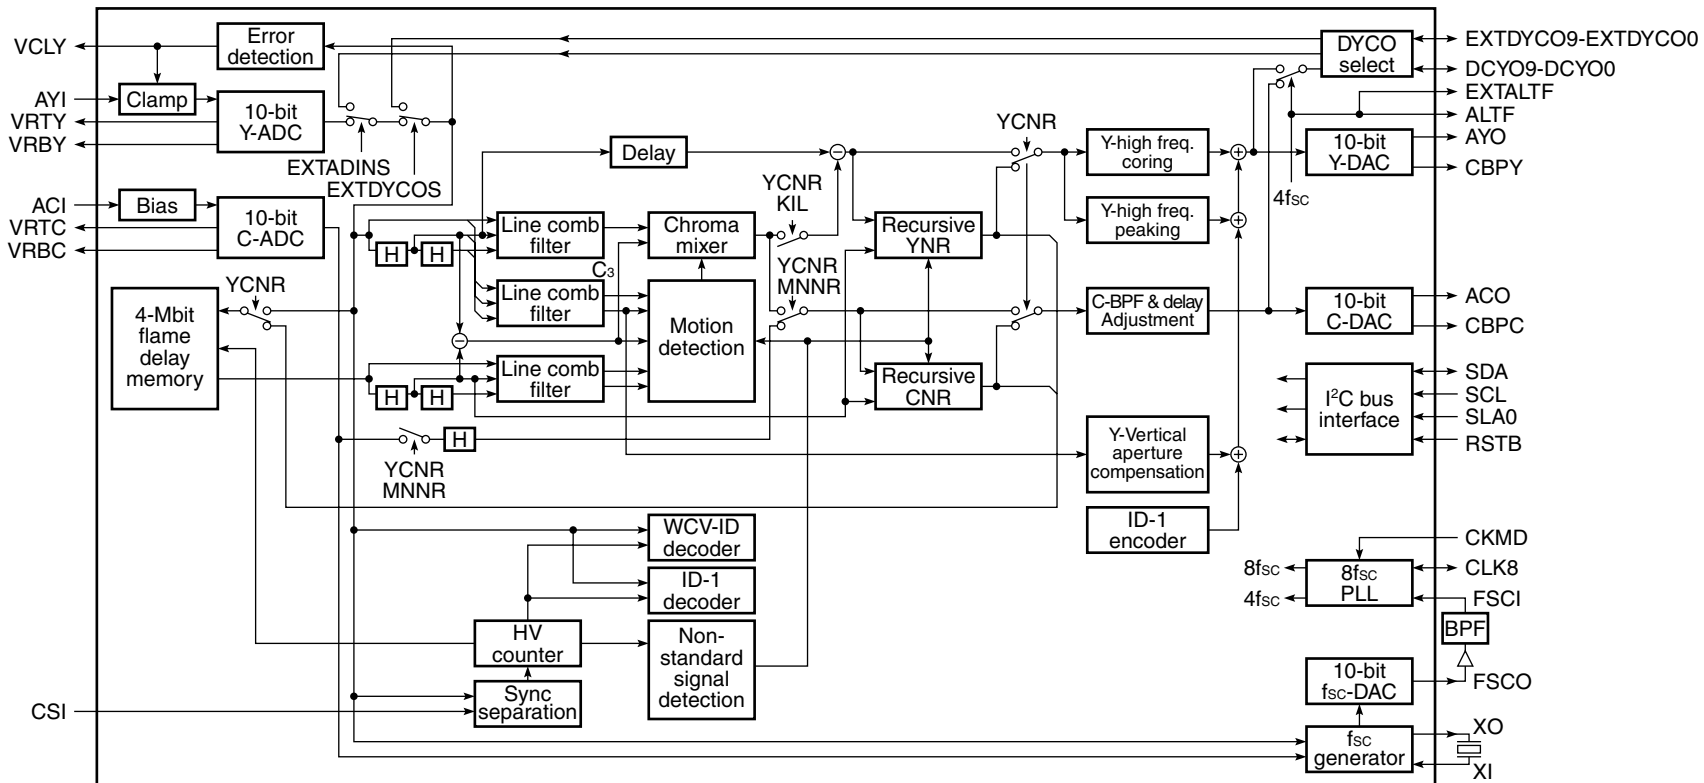 VCLY
Error
detection
DYCO
select
EXTDYCO9-EXTDYCO0
DCYO9-DCYO0
EXTALTF
ALTF
AYI
Clamp
VRTY
VRBY
10-bit
Y-ADC
EXTADINS
EXTDYCOS
Delay
YCNR
Y-high freq.
coring
10-bit
Y-DAC
AYO
CBPY
4fSC
ACI
Bias
VRTC
VRBC
10-bit
C-ADC
H
H
Line comb
filter
Chroma
mixer
YCNR
KIL
Recursive
YNR
Y-high freq.
peaking
YCNR
4-Mbit
flame
delay
memory
C3
Line comb
filter
Motion
detection
YCNR
MNNR
C-BPF & delay
Adjustment
10-bit
C-DAC
ACO
CBPC
H
H
Line comb
filter
Recursive
CNR
I2C bus
interface
SDA
SCL
SLA0
RSTB
YCNR
MNNR
H
Y-Vertical
aperture
compensation
WCV-ID
decoder
ID-1
encoder
ID-1
decoder
CKMD
CLK8
FSCI
8fSC
4fSC
8fSC
PLL
BPF
HV
counter
Non-
standard
signal
detection
10-bit
fSC-DAC
FSCO
CSI
Sync
separation
fSC
generator
XO
XI